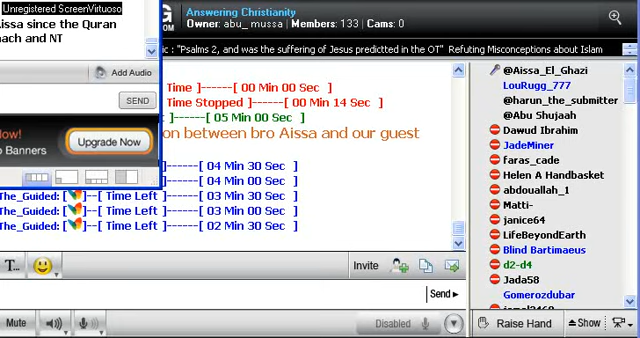 Unregistered ScreenVirtuoso
Aissa since the Quran
nach and NT
Add Audio
SEND
Now!
o Banners
Upgrade Now
G
.COM
Answering Christianity
Owner: abu_mussa | Members: 133 | Cams: 0
: "Psalms 2, and was the suffering of Jesus predictted in the OT" Refuting Misconceptions about Islam
Time ]------[ 00 Min 00 Sec ]
Time Stopped ]------[ 00 Min 14 Sec ]
t ]------[ 05 Min 00 Sec ]
on between bro Aissa and our guest
]------[ 04 Min 30 Sec ]
]------[ 04 Min 00 Sec ]
The_Guided: [ ]--[ Time Left ]------[ 03 Min 30 Sec ]
The_Guided: [ ]--[ Time Left ]------[ 03 Min 00 Sec ]
The_Guided: [ ]--[ Time Left ]------[ 02 Min 30 Sec ]
T...
Invite
Send
Mute
Disabled
@Aissa_El_Ghazi
LouRugg_777
@harun_the_submitter
@Abu Shujaah
Dawud Ibrahim
JadeMiner
faras_cade
Helen A Handbasket
abdouallah_1
Matti-
janice64
LifeBeyondEarth
Blind Bartimaeus
d2-d4
Jada58
Gomerozdubar
Raise Hand
Show